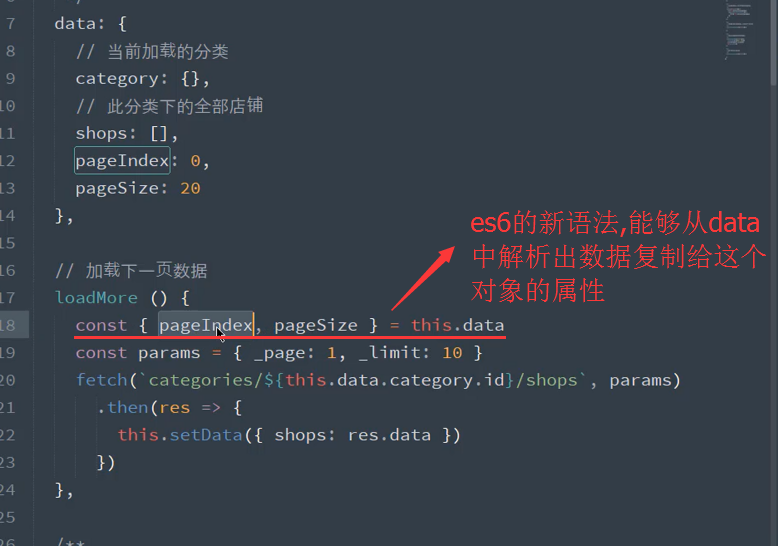 7 data: {
8 // 当前加载的分类
9 category: {},
10 // 此分类下的全部店铺
11 shops: [],
12 pageIndex: 0,
13 pageSize: 20
14 },
15
16 // 加载下一页数据
17 loadMore () {
18 const { pageIndex, pageSize } = this.data
19 const params = { _page: 1, _limit: 10 }
20 fetch(`categories/${this.data.category.id}/shops`, params)
21 .then(res => {
22 this.setData({ shops: res.data })
23 })
24 },
25
26 /**
es6的新语法,能够从data
中解析出数据复制给这个
对象的属性